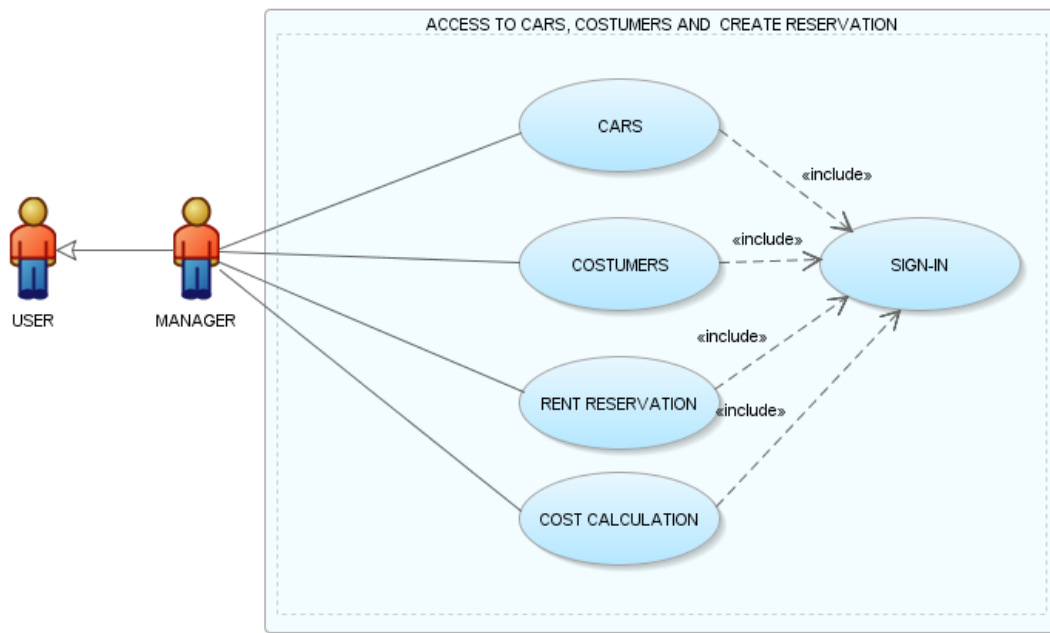 ACCESS TO CARS, COSTUMERS AND CREATE RESERVATION
CARS
«include»
«include»
COSTUMERS
SIGN-IN
USER
MANAGER
«include»
RENT RESERVATION
«include»
COST CALCULATION